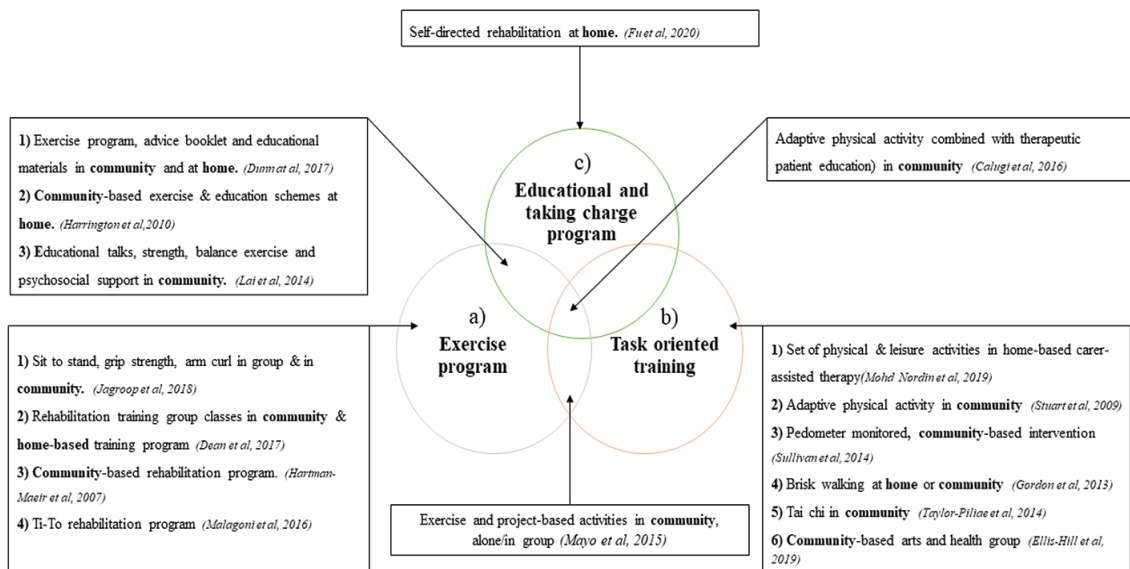 Self-directed rehabilitation at home. (Fu et al, 2020)
1) Exercise program, advice booklet and educational
materials in community and at home. (Dunn at al, 2017)
2) Community-based exercise & education schemes at
home. (Harrington et al,2010)
3) Educational talks, strength, balance exercise and
psychosocial support in community. (Lai et al, 2014)
Adaptive physical activity combined with therapeutic
patient education) in community (Calugi et al, 2016)
c)
Educational and
taking charge
program
a)
Exercise
program
b)
Task oriented
training
1) Sit to stand, grip strength, arm curl in group & in
community. (Jagroop et al, 2018)
2) Rehabilitation training group classes in community &
home-based training program (Dean et al, 2017)
3) Community-based rehabilitation program. (Hartman-
Maeir et al, 2007)
4) Ti-To rehabilitation program (Malagoni et al, 2016)
Exercise and project-based activities in community,
alone/in group (Mayo et al, 2015)
1) Set of physical & leisure activities in home-based carer-
assisted therapy(Mohd Nordin et al, 2019)
2) Adaptive physical activity in community (Stuart et al, 2009)
3) Pedometer monitored, community-based intervention
(Sullivan et al, 2014)
4) Brisk walking at home or community (Gordon et al, 2013)
5) Tai chi in community (Taylor-Piliae et al, 2014)
6) Community-based arts and health group (Ellis-Hill et al,
2019)